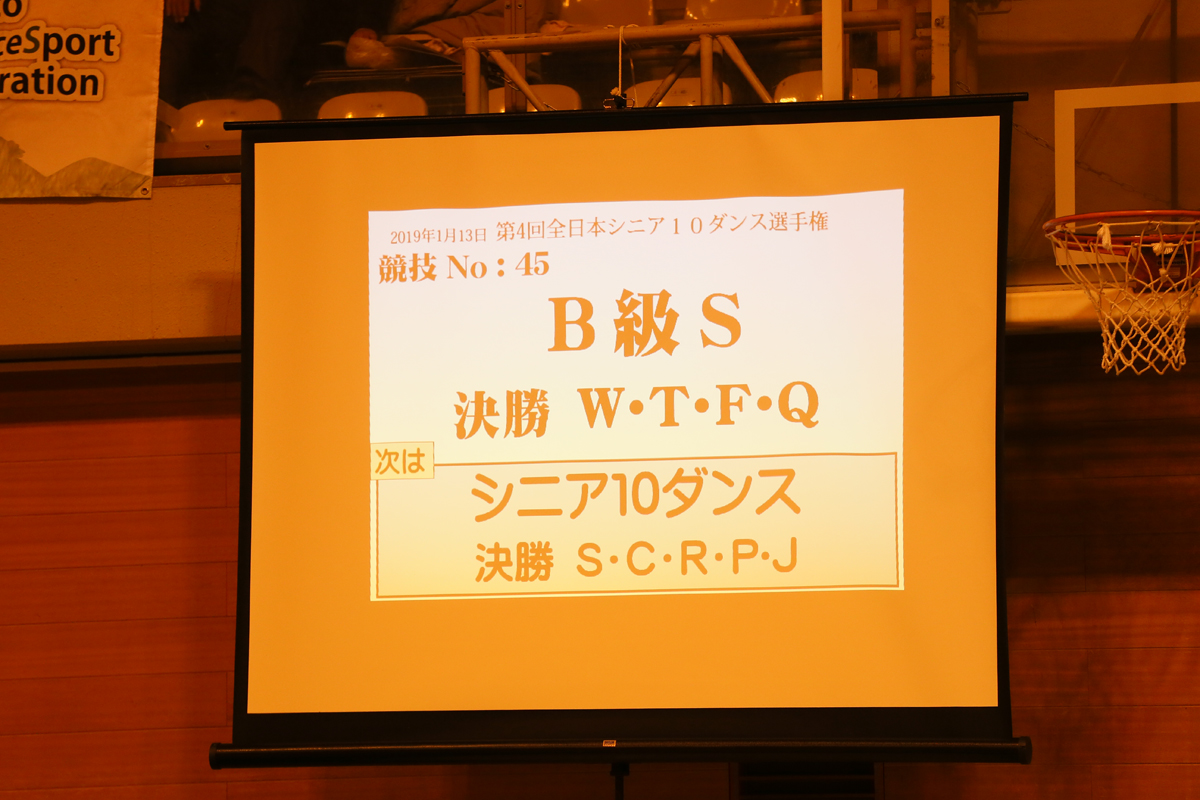 ceSport
ration
2019年1月13日 第4回全日本シニア１０ダンス選手権
競技 No：45
B級S
決勝 W・T・F・Q
次は
シニア10ダンス
決勝 S・C・R・P・J